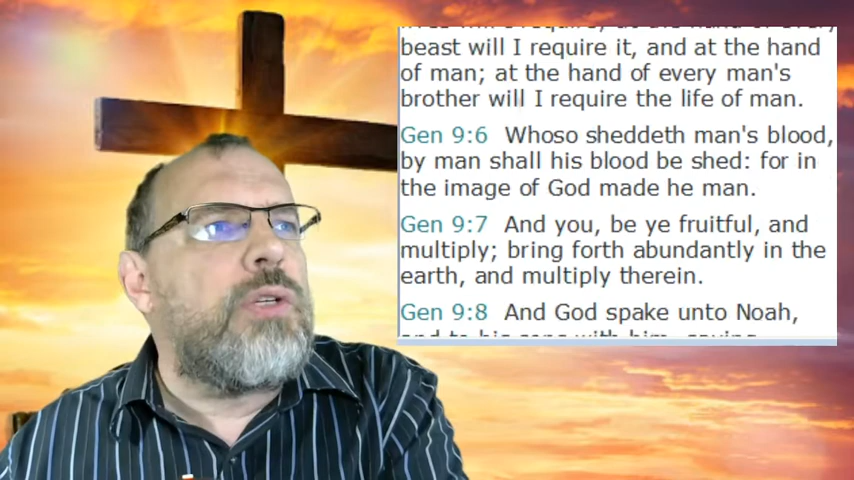 beast will I require it, and at the hand
of man; at the hand of every man's
brother will I require the life of man.
Gen 9:6 Whoso sheddeth man's blood,
by man shall his blood be shed: for in
the image of God made he man.
Gen 9:7 And you, be ye fruitful, and
multiply; bring forth abundantly in the
earth, and multiply therein.
Gen 9:8 And God spake unto Noah,